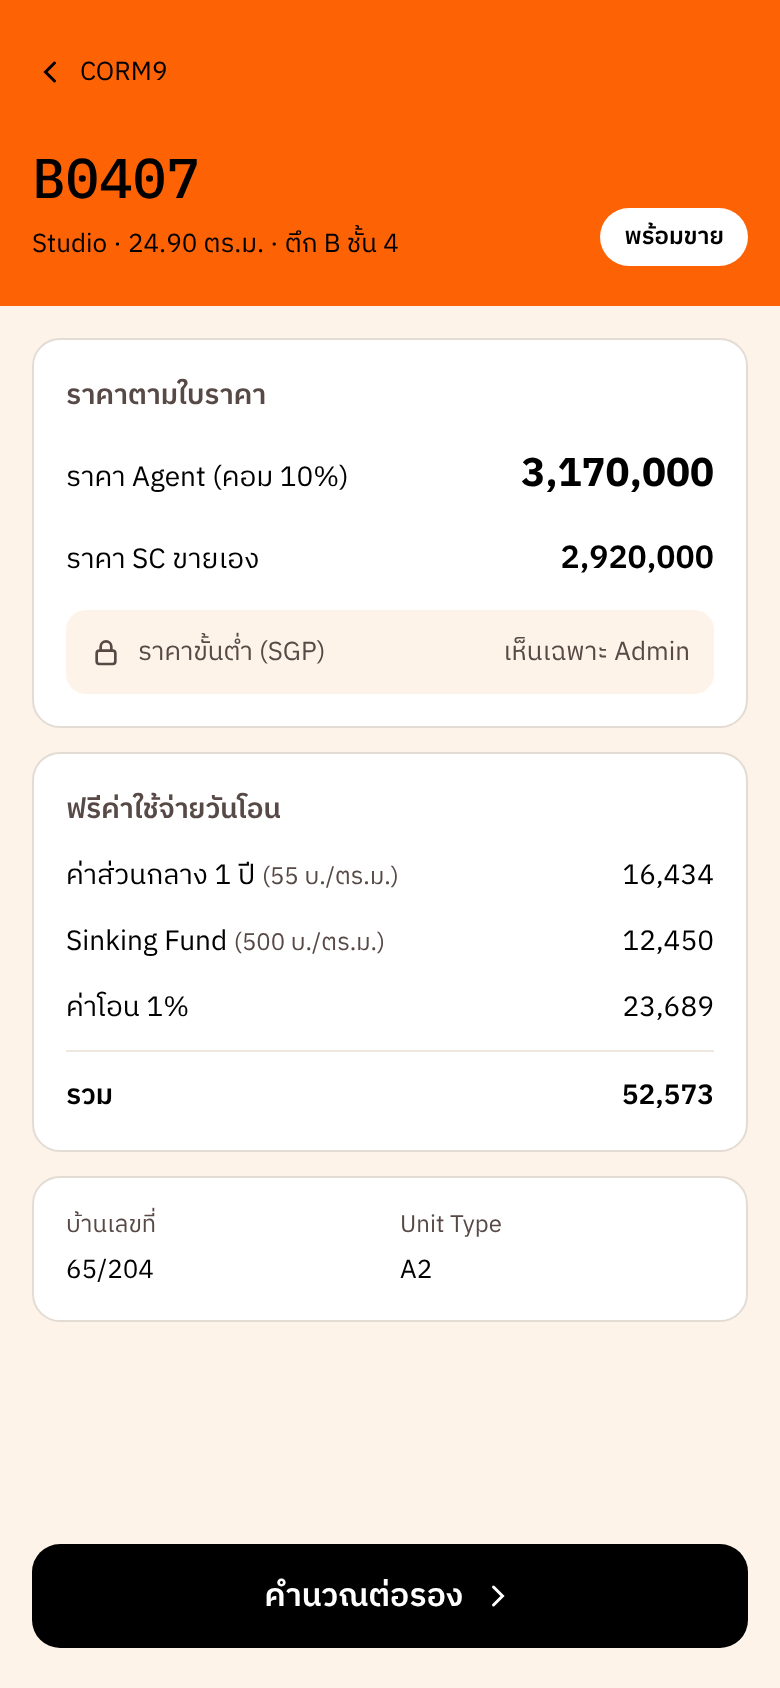 CORM9
B0407
Studio · 24.90 ตร.ม. · ตึก B ชั้น 4
พร้อมขาย
ราคาตามใบราคา
ราคา Agent (คอม 10%) 3,170,000
ราคา SC ขายเอง 2,920,000
ราคาขั้นต่ำ (SGP) เห็นเฉพาะ Admin
ฟรีค่าใช้จ่ายวันโอน
ค่าส่วนกลาง 1 ปี (55 บ./ตร.ม.) 16,434
Sinking Fund (500 บ./ตร.ม.) 12,450
ค่าโอน 1% 23,689
รวม 52,573
บ้านเลขที่ Unit Type
65/204 A2
คำนวณต่อรอง